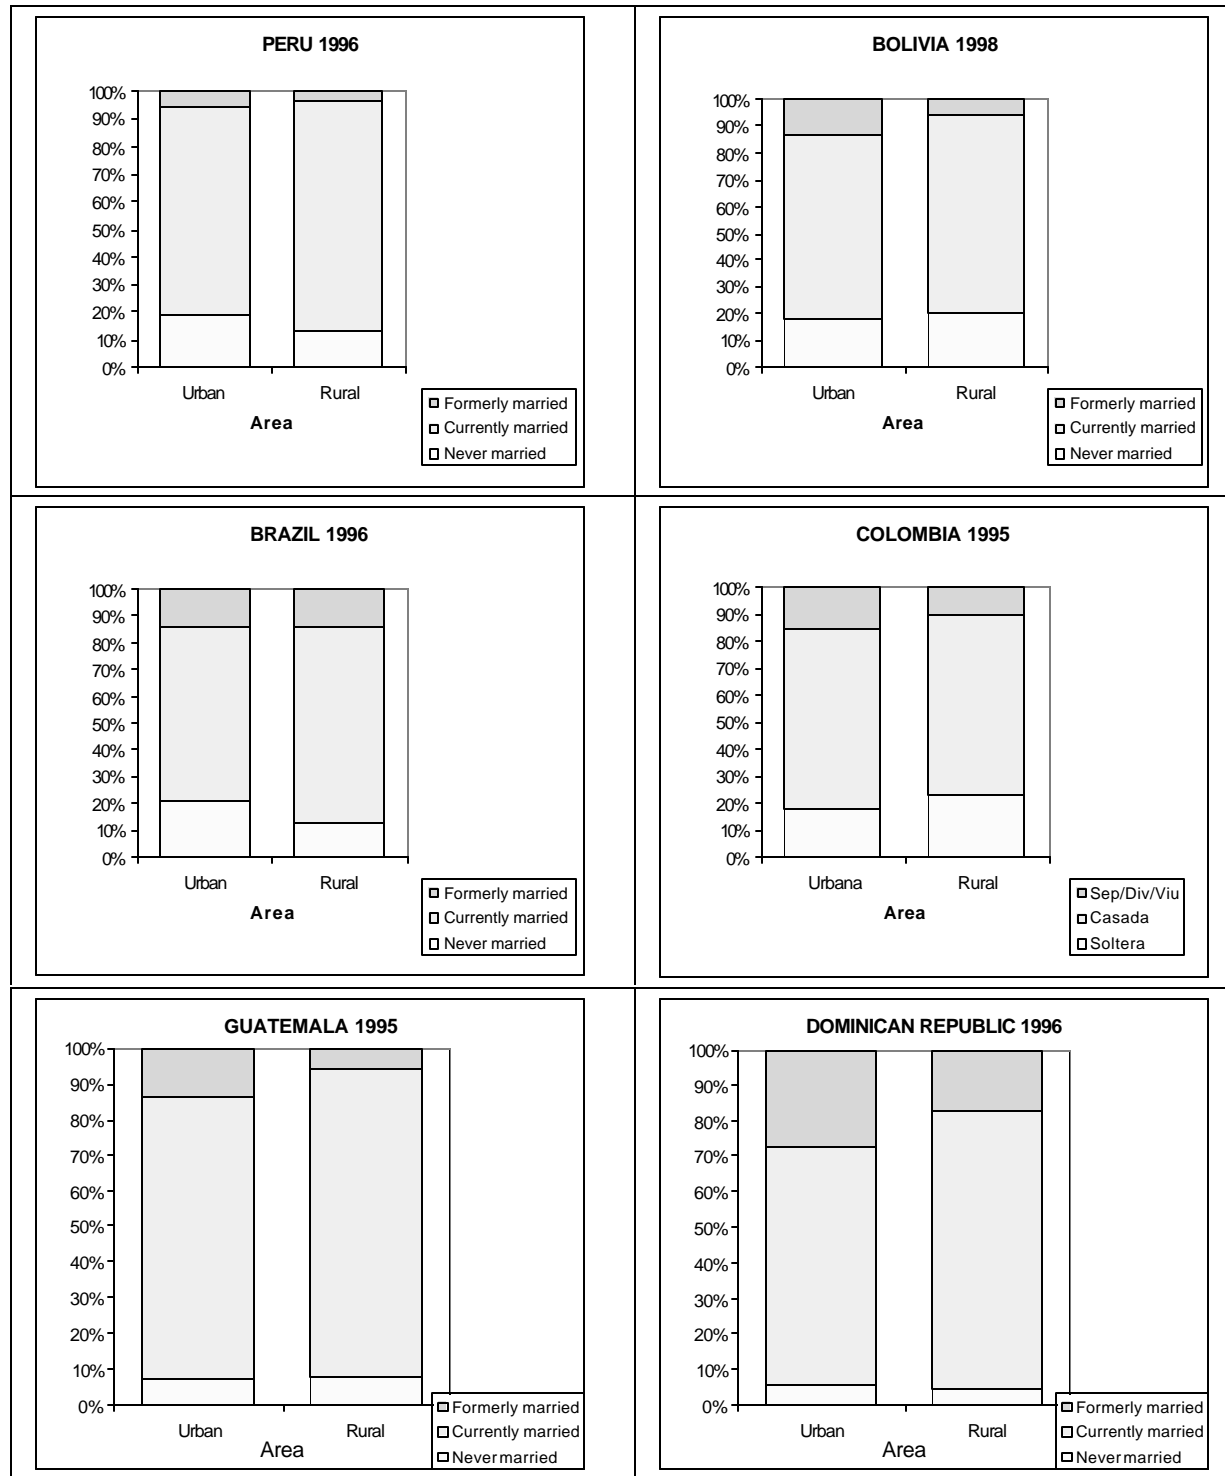 PERU 1996
100%
90%
80%
70%
60%
50%
40%
30%
20%
10%
0%
Urban Rural
Area
Formerly married
Currently married
Never married
BOLIVIA 1998
100%
90%
80%
70%
60%
50%
40%
30%
20%
10%
0%
Urban Rural
Area
Formerly married
Currently married
Never married
BRAZIL 1996
100%
90%
80%
70%
60%
50%
40%
30%
20%
10%
0%
Urban Rural
Area
Formerly married
Currently married
Never married
COLOMBIA 1995
100%
90%
80%
70%
60%
50%
40%
30%
20%
10%
0%
Urbana Rural
Area
Sep/Div/Viu
Casada
Soltera
GUATEMALA 1995
100%
90%
80%
70%
60%
50%
40%
30%
20%
10%
0%
Urban Rural
Area
Formerly married
Currently married
Never married
DOMINICAN REPUBLIC 1996
100%
90%
80%
70%
60%
50%
40%
30%
20%
10%
0%
Urban Rural
Area
Formerly married
Currently married
Never married